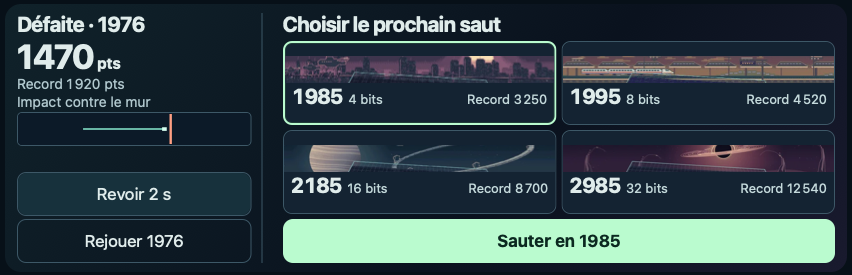 Défaite · 1976
1470 pts
Record 1 920 pts
Impact contre le mur
Revoir 2 s
Rejouer 1976
Choisir le prochain saut
1985 4 bits Record 3 250
1995 8 bits Record 4 520
2185 16 bits Record 8 700
2985 32 bits Record 12 540
Sauter en 1985